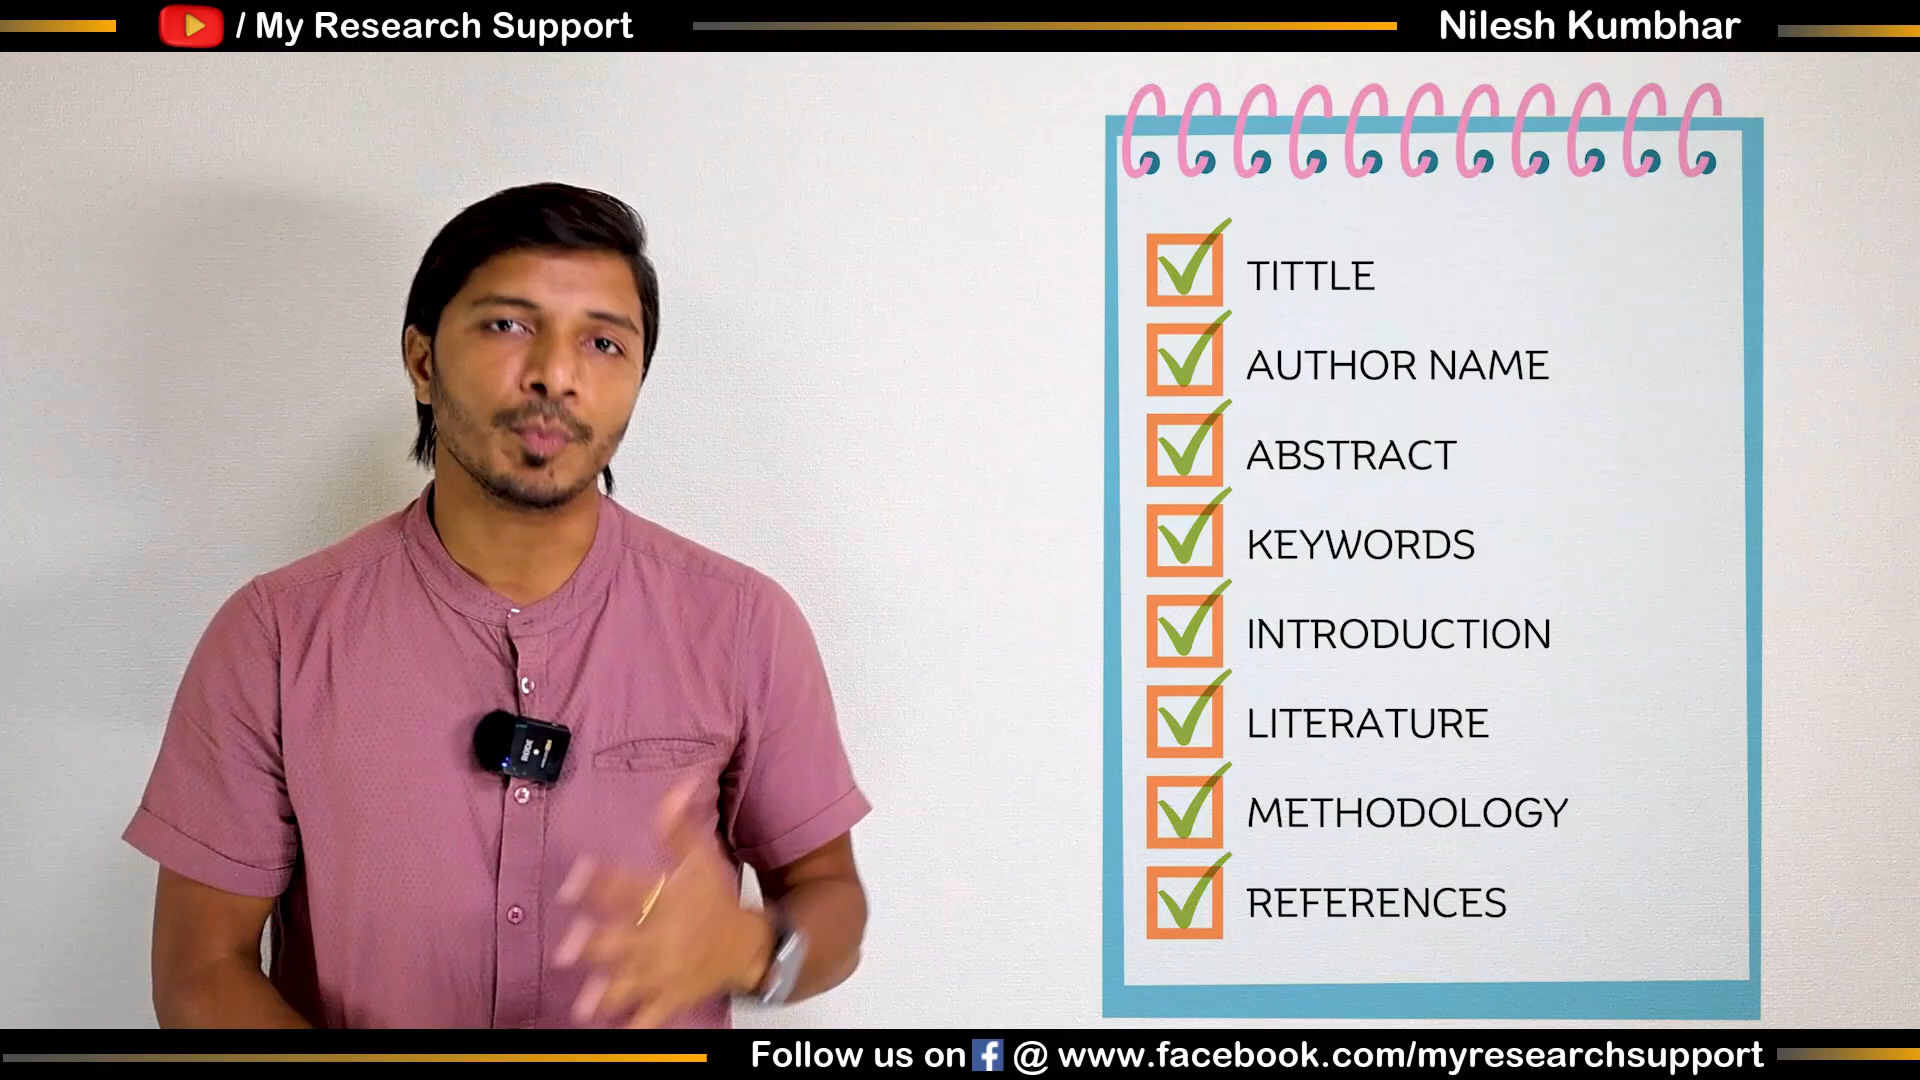 / My Research Support
Nilesh Kumbhar
TITTLE
AUTHOR NAME
ABSTRACT
KEYWORDS
INTRODUCTION
LITERATURE
METHODOLOGY
REFERENCES
RODE
Follow us on f @ www.facebook.com/myresearchsupport